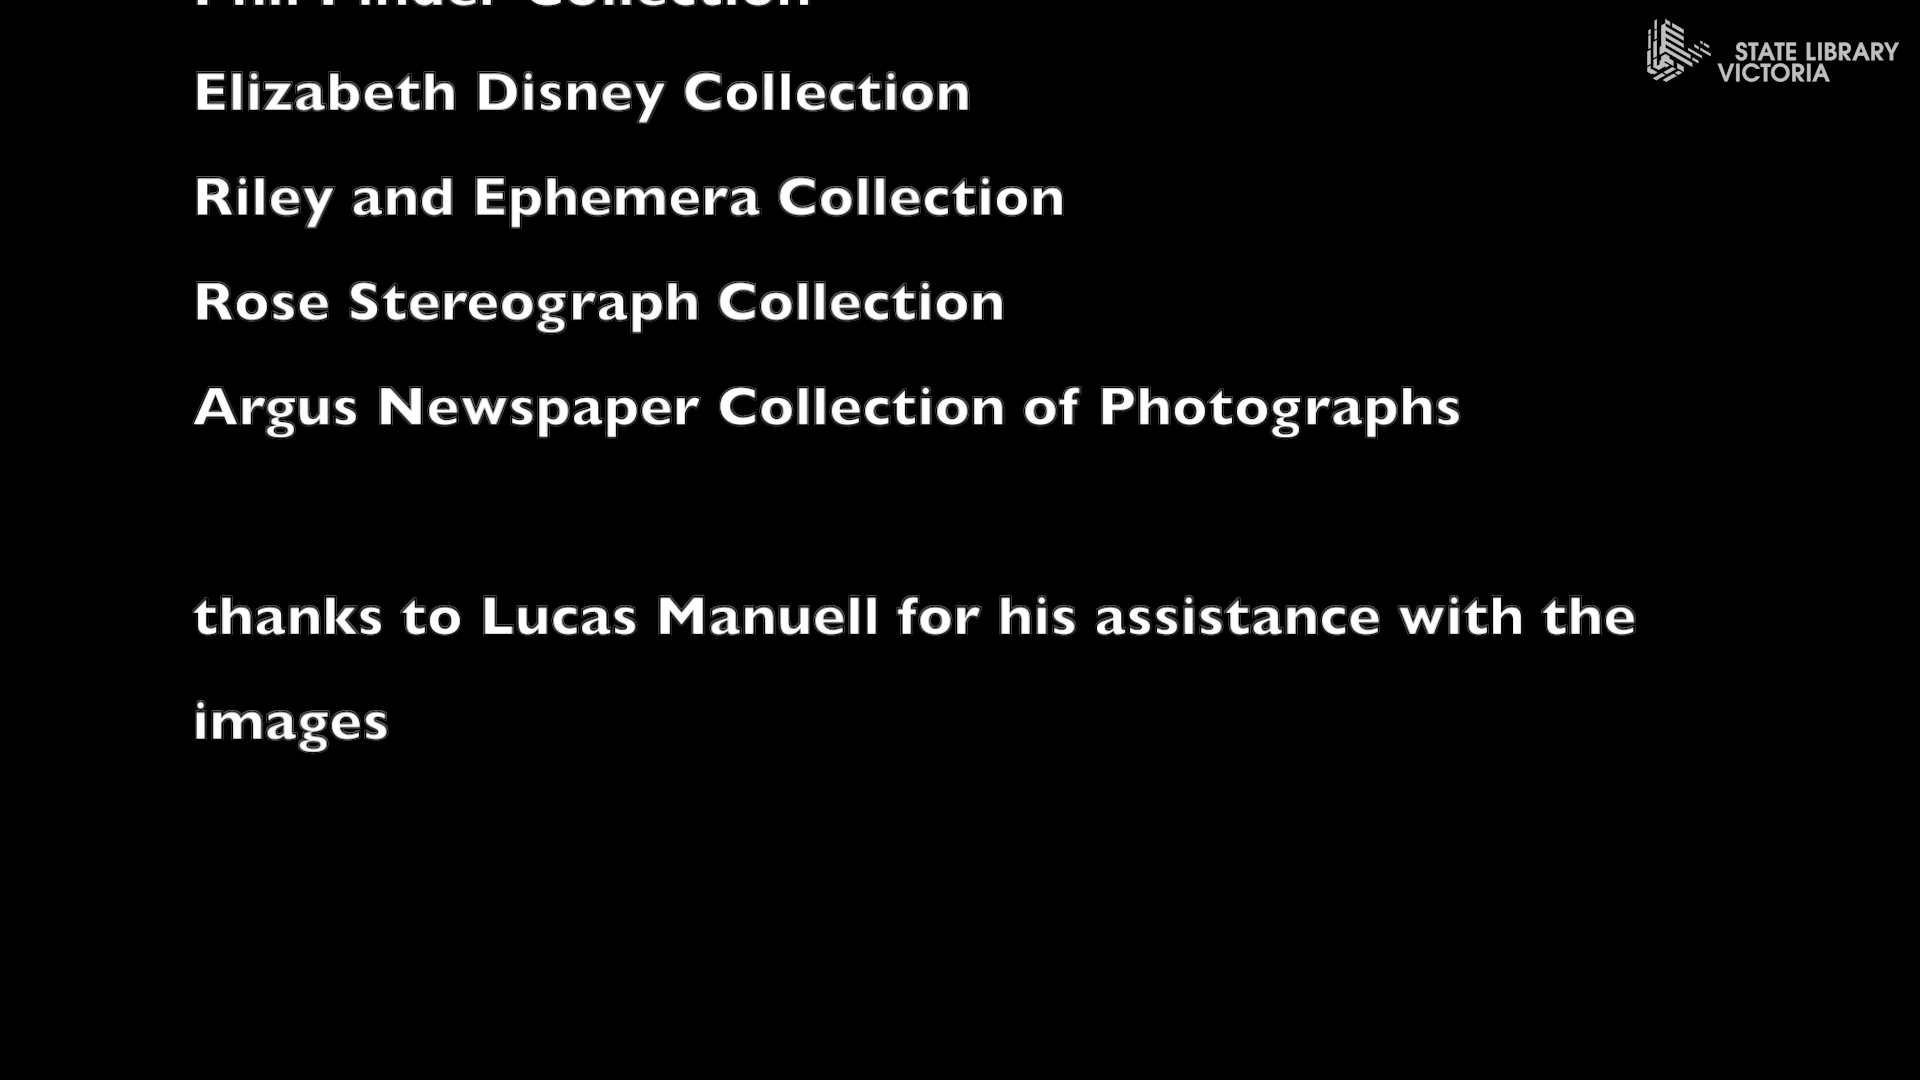 Elizabeth Disney Collection
Riley and Ephemera Collection
Rose Stereograph Collection
Argus Newspaper Collection of Photographs
thanks to Lucas Manuell for his assistance with the
images
STATE LIBRARY
VICTORIA